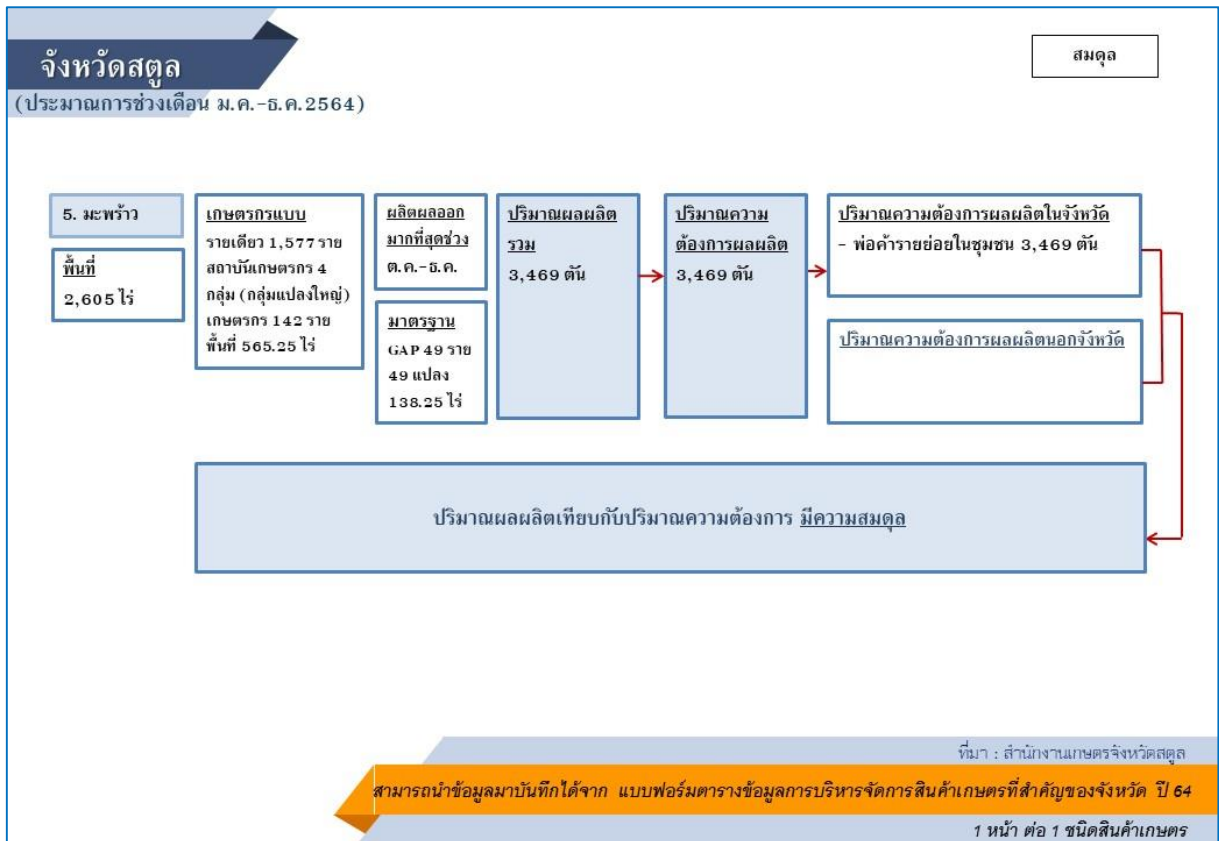 จังหวัดสตูล
(ประมาณการช่วงเดือน ม.ค.-ธ.ค.2564)
สมดุล
5. มะพร้าว
พื้นที่
2,605 ไร่
เกษตรกรแบบ
รายเดียว 1,577 ราย
สถาบันเกษตรกร 4
กลุ่ม (กลุ่มแปลงใหญ่)
เกษตรกร 142 ราย
พื้นที่ 565.25 ไร่
ผลิตผลออก
มากที่สุดช่วง
ต.ค.-ธ.ค.
มาตรฐาน
GAP 49 ราย
49 แปลง
138.25 ไร่
ปริมาณผลผลิต
รวม
3,469 ตัน
ปริมาณความ
ต้องการผลผลิต
3,469 ตัน
ปริมาณความต้องการผลผลิตในจังหวัด
- พ่อค้ารายย่อยในชุมชน 3,469 ตัน
ปริมาณความต้องการผลผลิตนอกจังหวัด
ปริมาณผลผลิตเทียบกับปริมาณความต้องการ มีความสมดุล
ที่มา : สำนักงานเกษตรจังหวัดสตูล
สามารถนำข้อมูลมาบันทึกได้จาก แบบฟอร์มตารางข้อมูลการบริหารจัดการสินค้าเกษตรที่สำคัญของจังหวัด ปี 64
1 หน้า ต่อ 1 ชนิดสินค้าเกษตร